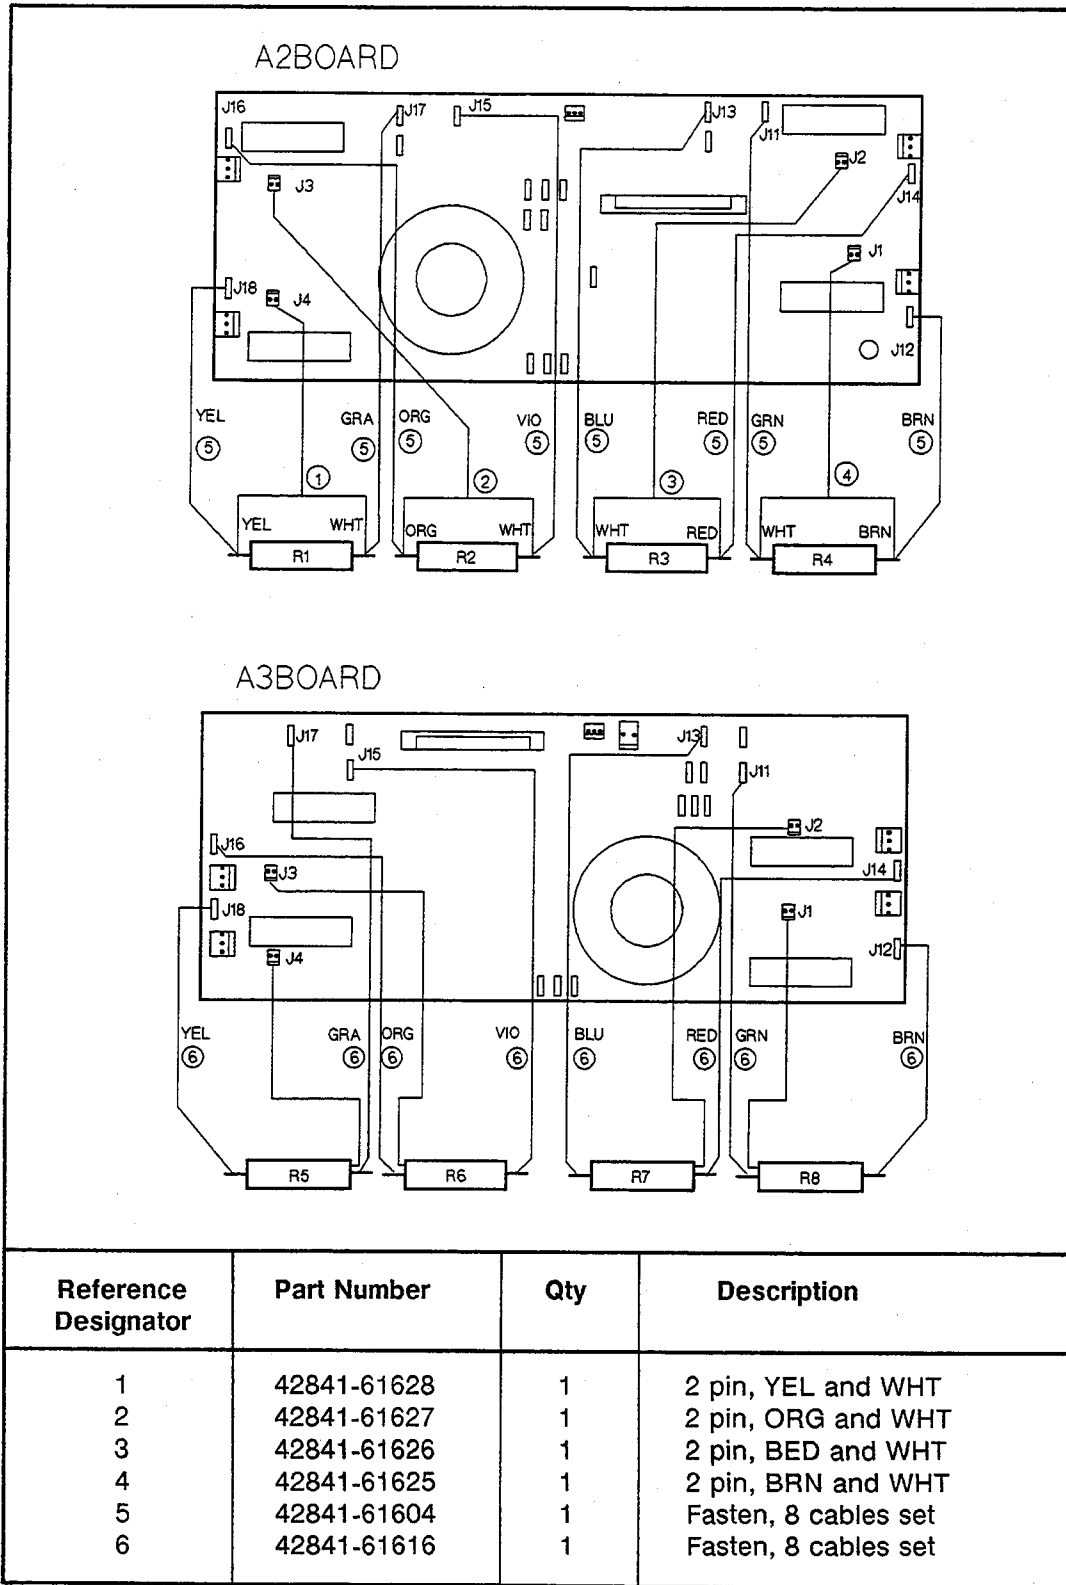 A2BOARD
J16
J17
J15
J13
J11
J2
J3
J14
J1
J18
J4
J12
YEL
GRA
ORG
VIO
BLU
RED
GRN
BRN
5
5
5
5
5
5
5
5
1
2
3
4
YEL
WHT
ORG
WHT
WHT
RED
WHT
BRN
R1
R2
R3
R4
A3BOARD
J17
J13
J15
J11
J2
J16
J3
J14
J18
J1
J4
J12
YEL
GRA
ORG
VIO
BLU
RED
GRN
BRN
6
6
6
6
6
6
6
6
R5
R6
R7
R8
Reference Designator Part Number Qty Description
1 42841-61628 1 2 pin, YEL and WHT
2 42841-61627 1 2 pin, ORG and WHT
3 42841-61626 1 2 pin, BED and WHT
4 42841-61625 1 2 pin, BRN and WHT
5 42841-61604 1 Fasten, 8 cables set
6 42841-61616 1 Fasten, 8 cables set